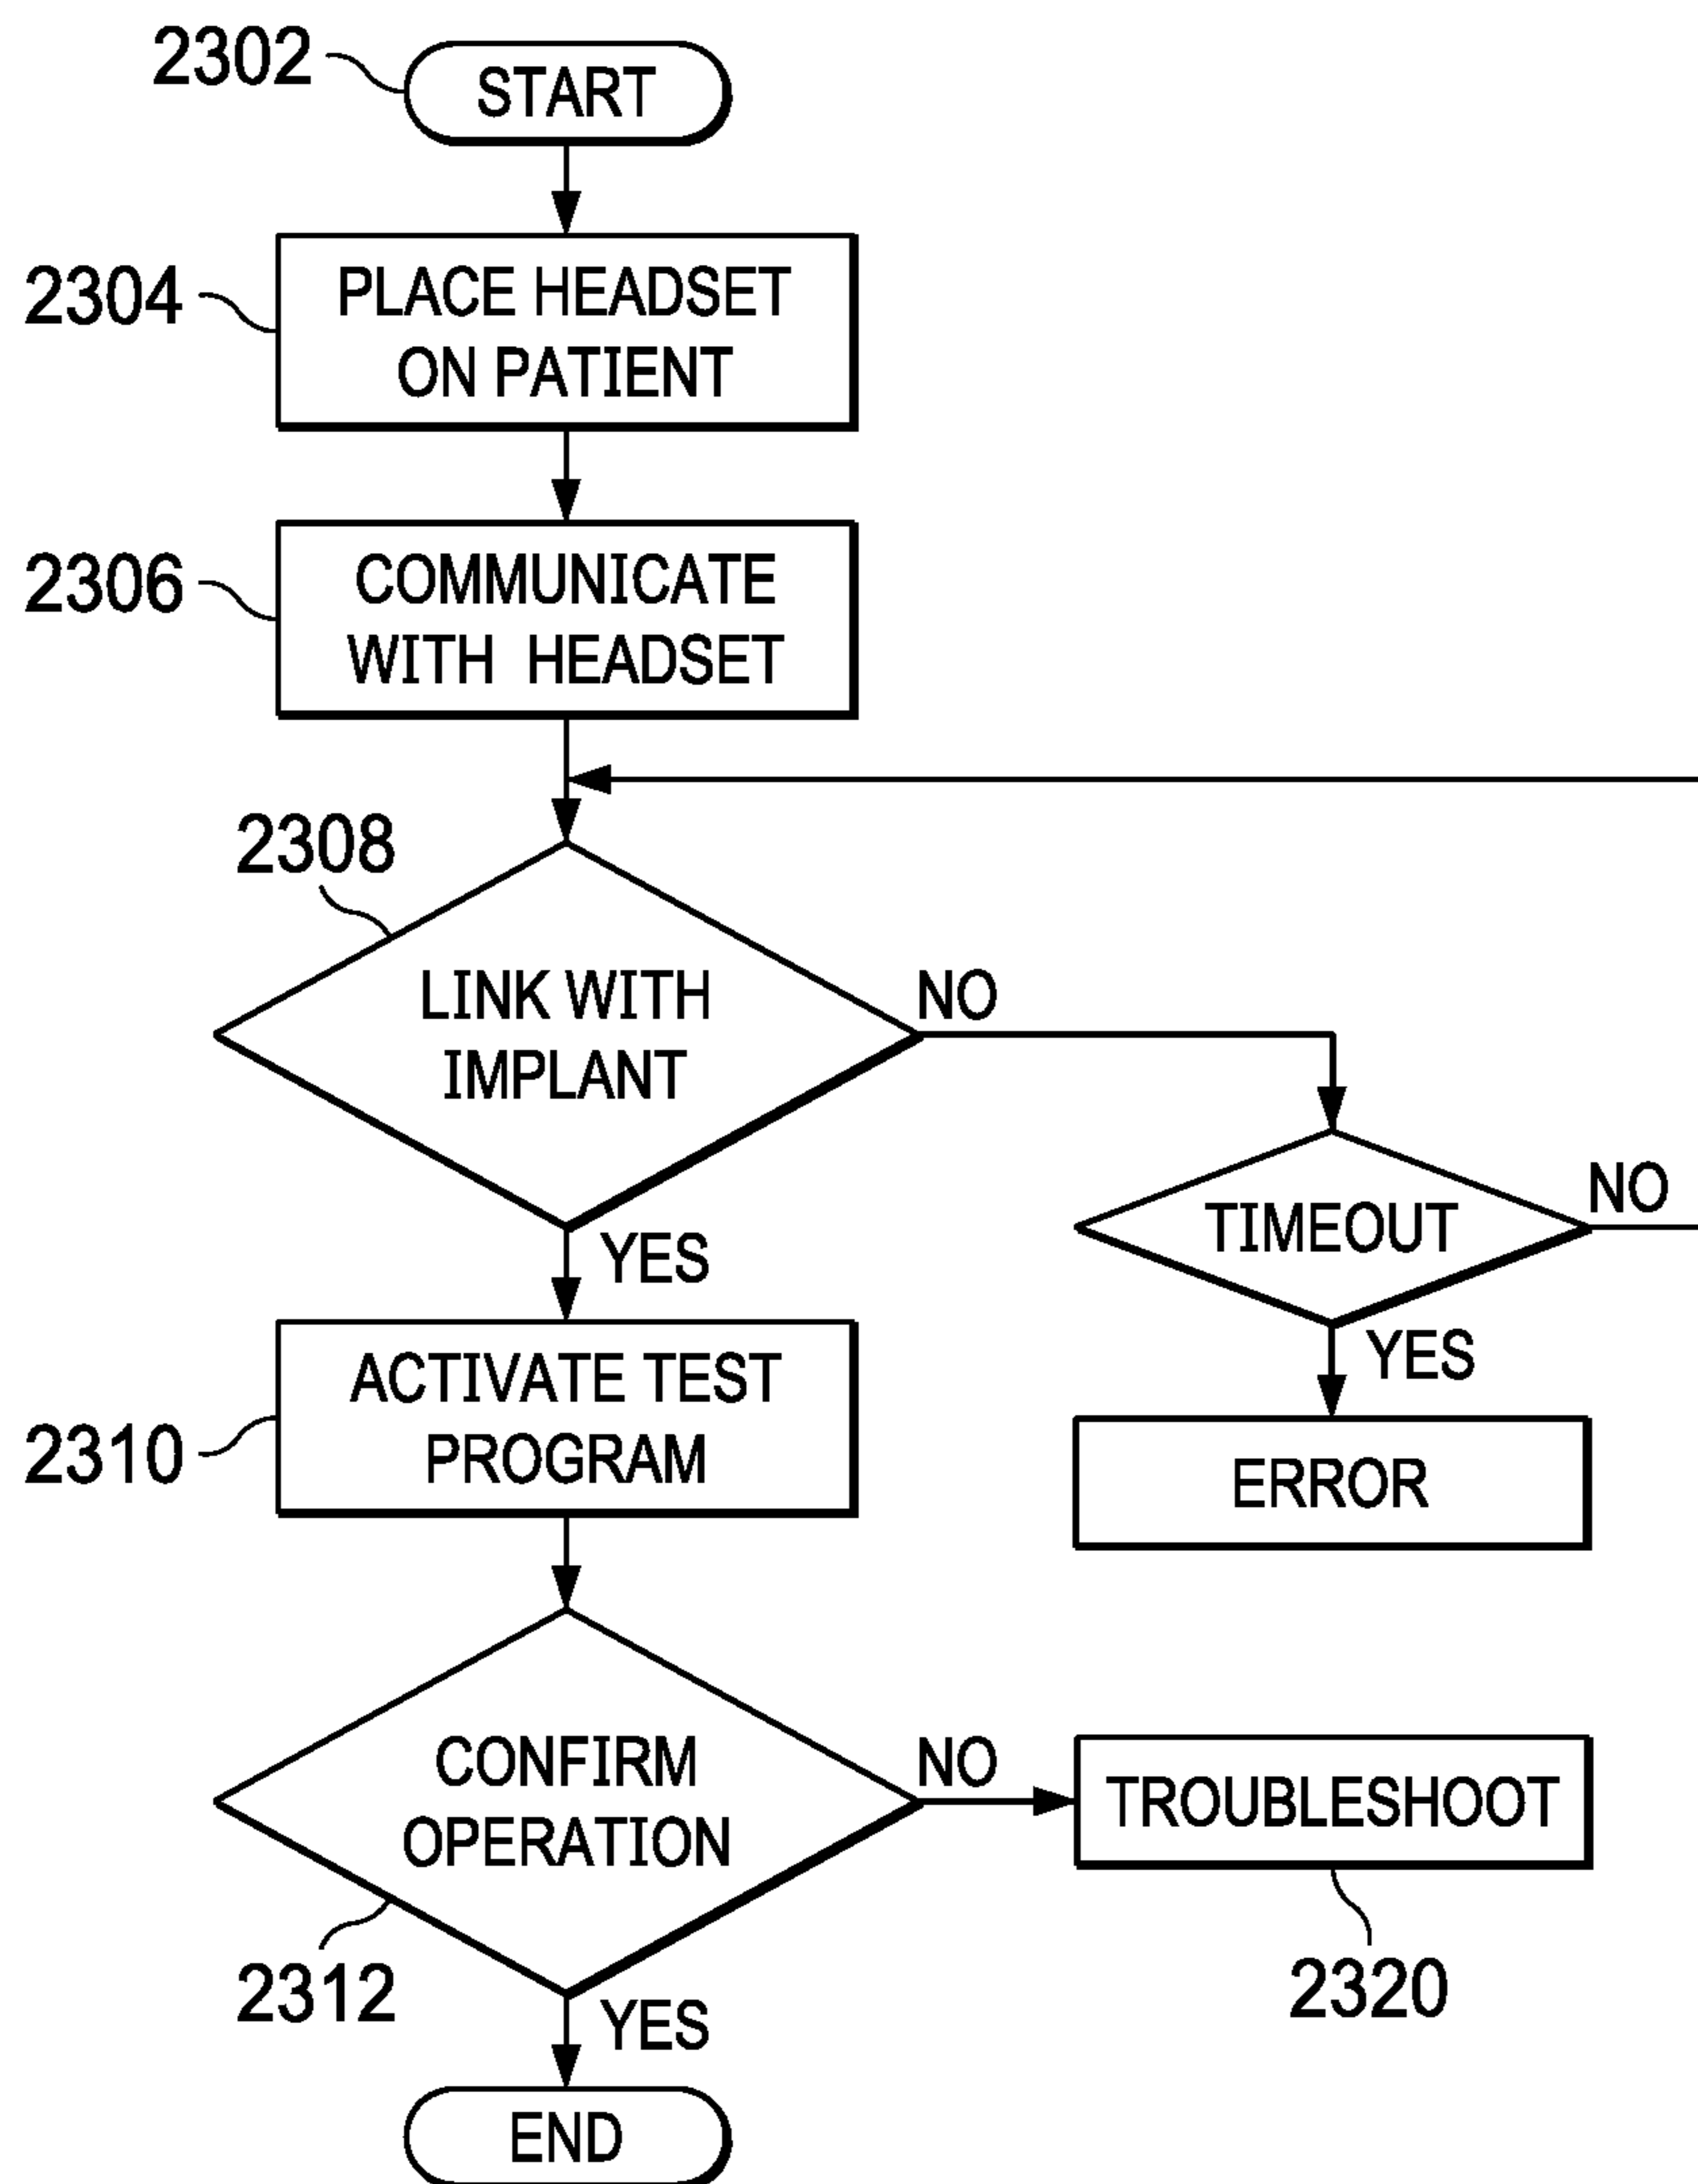 2302
START
2304
PLACE HEADSET
ON PATIENT
2306
COMMUNICATE
WITH HEADSET
2308
LINK WITH
IMPLANT
NO
YES
TIMEOUT
NO
YES
ERROR
2310
ACTIVATE TEST
PROGRAM
CONFIRM
OPERATION
NO
TROUBLESHOOT
2312
2320
YES
END